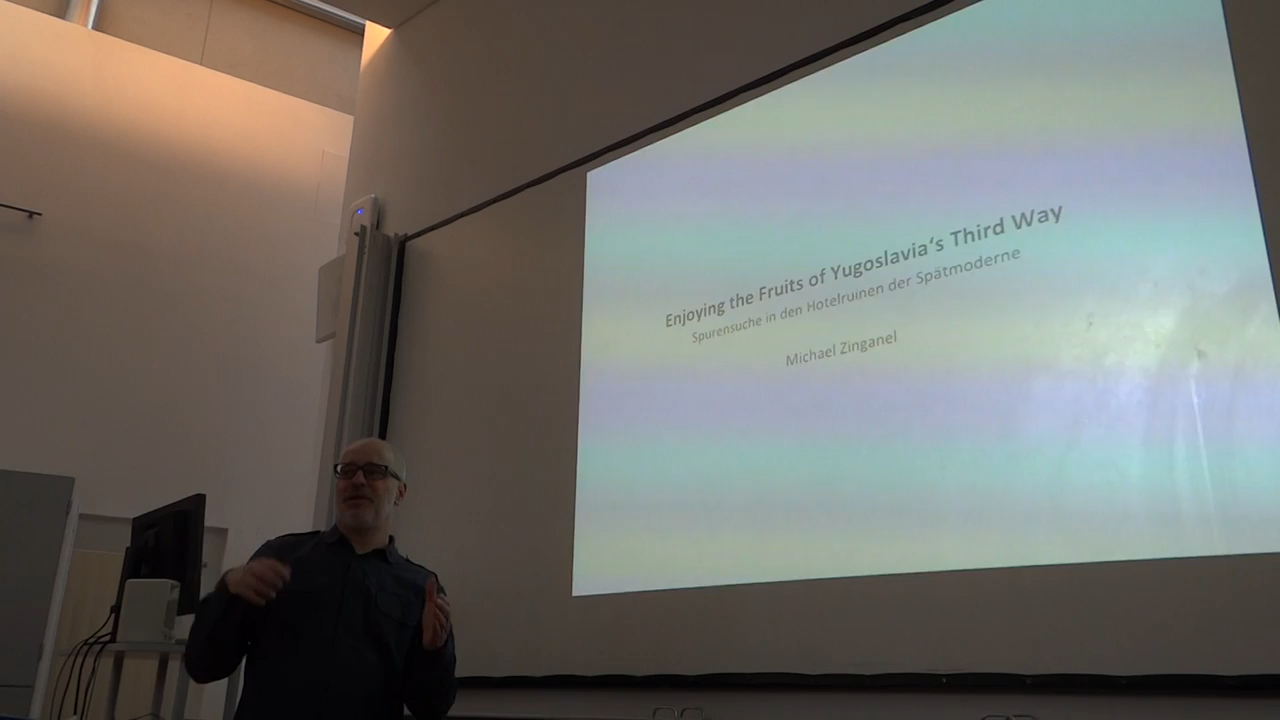 Enjoying the Fruits of Yugoslavia‘s Third Way
Spurensuche in den Hotelruinen der Spätmoderne
Michael Zinganel